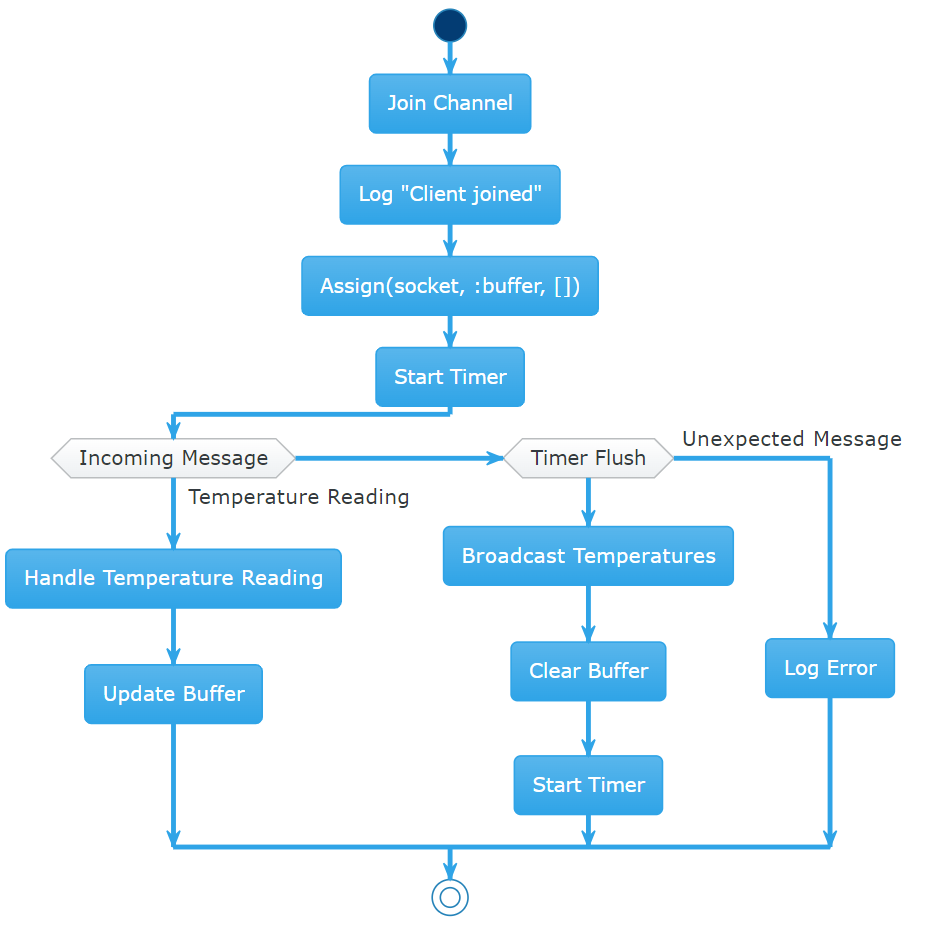 Join Channel
Log "Client joined"
Assign(socket, :buffer, [])
Start Timer
Incoming Message
Timer Flush
Unexpected Message
Temperature Reading
Handle Temperature Reading
Broadcast Temperatures
Update Buffer
Clear Buffer
Log Error
Start Timer